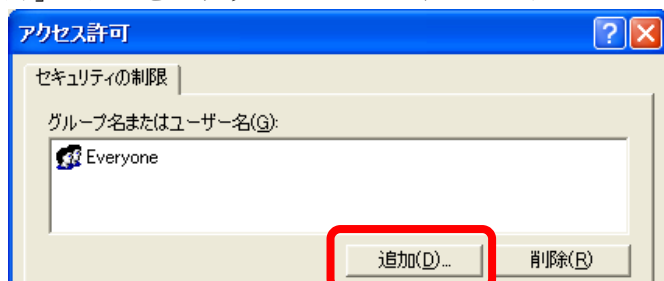 アクセス許可
セキュリティの制限
グループ名またはユーザー名(G):
Everyone
追加(D)... 削除(R)